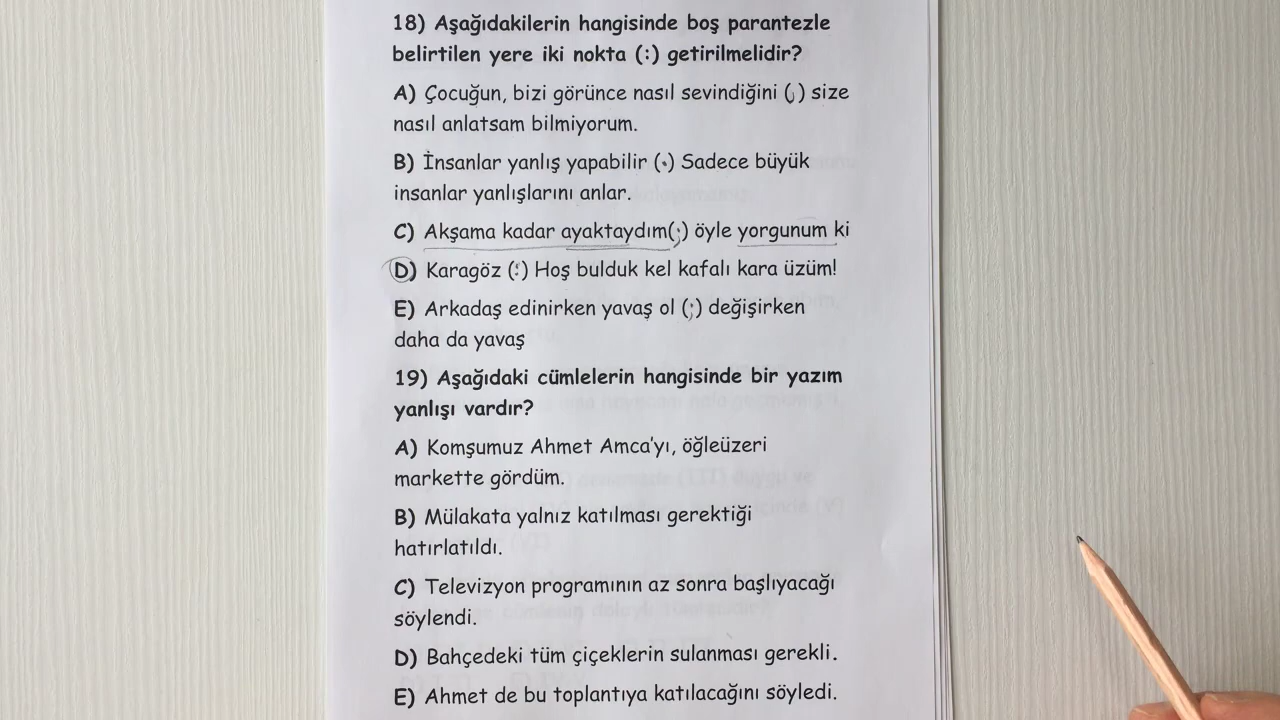 18) Aşağıdakilerin hangisinde boş parantezle
belirtilen yere iki nokta (:) getirilmelidir?
A) Çocuğun, bizi görünce nasıl sevindiğini (,) size
nasıl anlatsam bilmiyorum.
B) İnsanlar yanlış yapabilir (.) Sadece büyük
insanlar yanlışlarını anlar.
C) Akşama kadar ayaktaydım(;) öyle yorgunum ki
D) Karagöz (:) Hoş bulduk kel kafalı kara üzüm!
E) Arkadaş edinirken yavaş ol (;) değişirken
daha da yavaş
19) Aşağıdaki cümlelerin hangisinde bir yazım
yanlışı vardır?
A) Komşumuz Ahmet Amca'yı, öğleüzeri
markette gördüm.
B) Mülakata yalnız katılması gerektiği
hatırlatıldı.
C) Televizyon programının az sonra başlıyacağı
söylendi.
D) Bahçedeki tüm çiçeklerin sulanması gerekli.
E) Ahmet de bu toplantıya katılacağını söyledi.